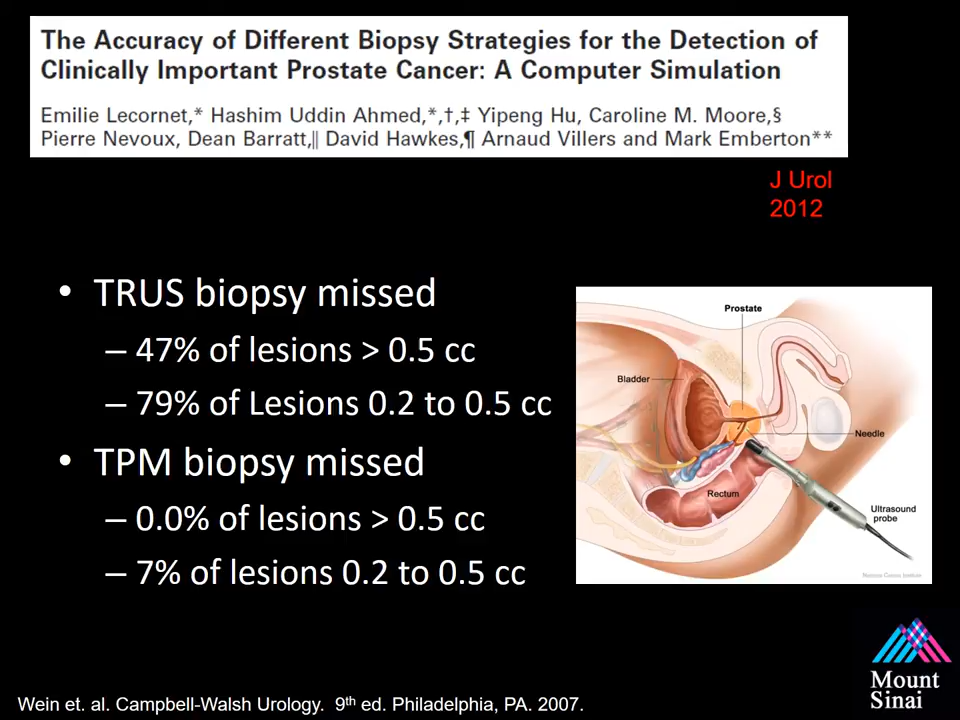 The Accuracy of Different Biopsy Strategies for the Detection of
Clinically Important Prostate Cancer: A Computer Simulation
Emilie Lecornet,* Hashim Uddin Ahmed,*,†,‡ Yipeng Hu, Caroline M. Moore,§
Pierre Nevoux, Dean Barratt,∥ David Hawkes,¶ Arnaud Villers and Mark Emberton**
J Urol
2012
• TRUS biopsy missed
– 47% of lesions > 0.5 cc
– 79% of Lesions 0.2 to 0.5 cc
• TPM biopsy missed
– 0.0% of lesions > 0.5 cc
– 7% of lesions 0.2 to 0.5 cc
Prostate
Bladder
Needle
Rectum
Ultrasound
probe
Mount
Sinai
Wein et. al. Campbell-Walsh Urology. 9th ed. Philadelphia, PA. 2007.